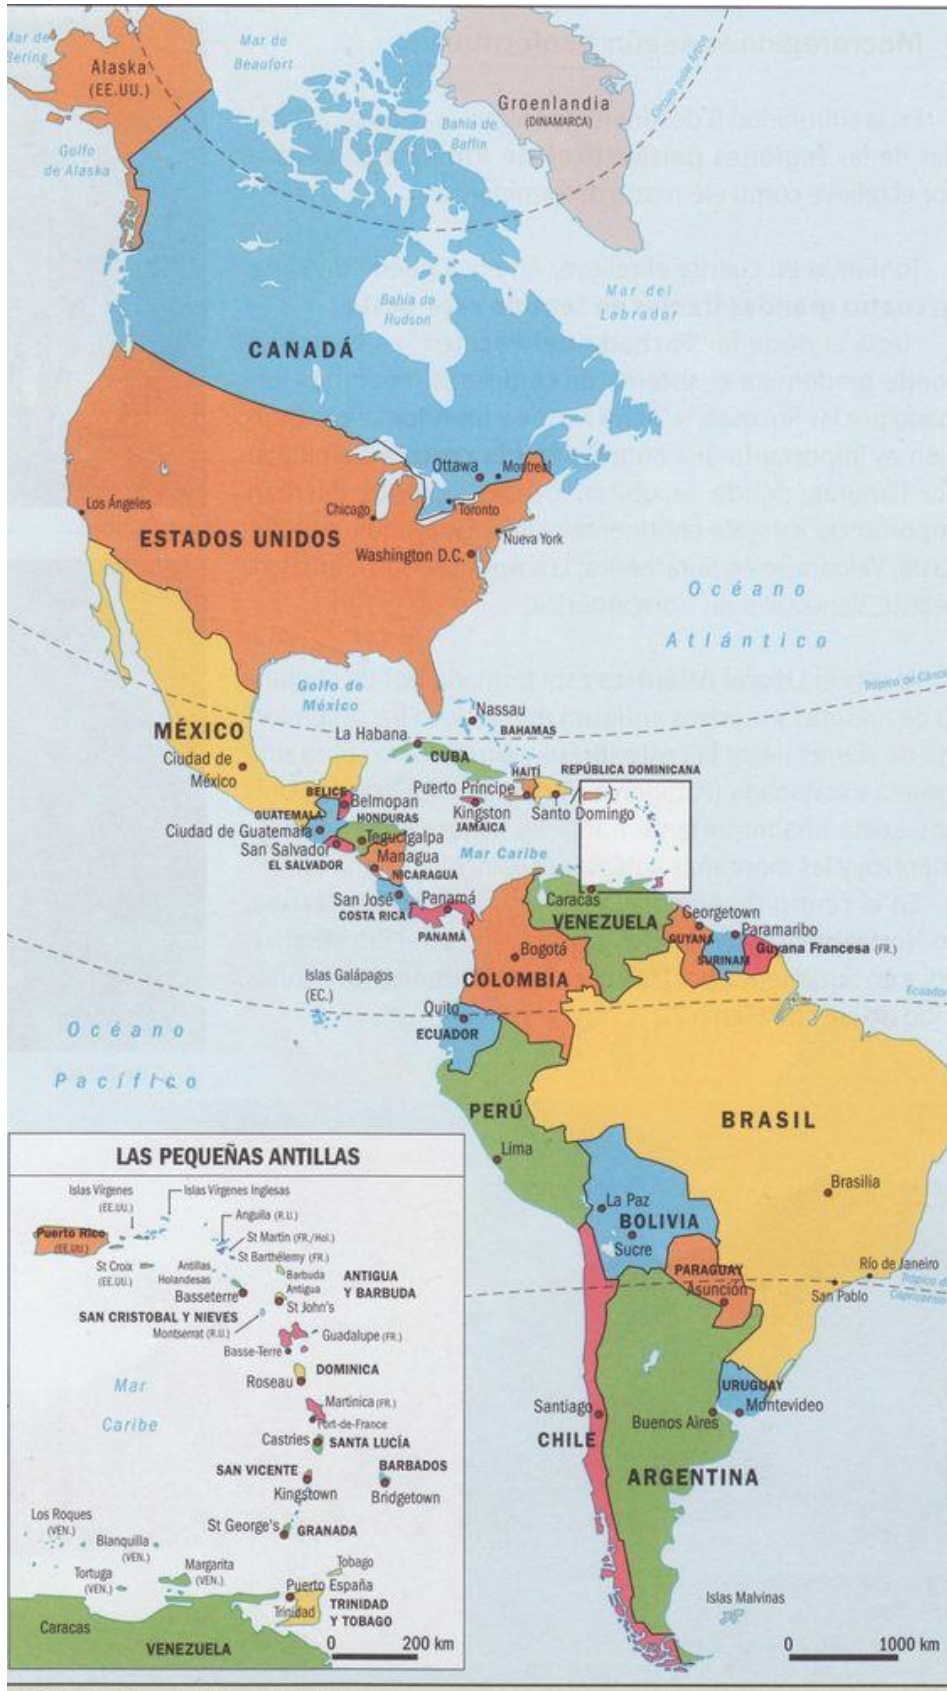 Mar de
Bering
Alaska
(EE.UU.)
Mar de
Beaufort
Golfo
de Alaska
Groenlandia
(DINAMARCA)
Bahía de
Baffin
Círculo polar Ártico
Bahía de
Hudson
Mar del
Labrador
CANADÁ
Ottawa
Montreal
Toronto
Chicago
Los Ángeles
ESTADOS UNIDOS
Nueva York
Washington D.C.
Océano
Atlántico
Trópico de Cáncer
Golfo de
México
Nassau
BAHAMAS
La Habana
CUBA
MÉXICO
Ciudad de
México
HAITÍ
REPÚBLICA DOMINICANA
Puerto Príncipe
Kingston
JAMAICA
Santo Domingo
BELICE
Belmopan
GUATEMALA
HONDURAS
Ciudad de Guatemala
Tegucigalpa
San Salvador
EL SALVADOR
Managua
NICARAGUA
Mar Caribe
San José
COSTA RICA
Panamá
PANAMÁ
Caracas
VENEZUELA
Georgetown
Paramaribo
GUYANA
SURINAM
Guyana Francesa (FR.)
Bogotá
COLOMBIA
Islas Galápagos
(EC.)
Quito
ECUADOR
Ecuador
Océano
Pacífico
PERÚ
Lima
BRASIL
Brasilia
La Paz
BOLIVIA
Sucre
PARAGUAY
Asunción
Río de Janeiro
San Pablo
Trópico de
Capricornio
URUGUAY
Montevideo
Buenos Aires
Santiago
CHILE
ARGENTINA
Islas Malvinas
0 1000 km
LAS PEQUEÑAS ANTILLAS
Islas Vírgenes
(EE.UU.)
Islas Vírgenes Inglesas
Anguila (R.U.)
Puerto Rico
(EE.UU.)
St Martin (FR./Hol.)
St Barthélemy (FR.)
St Croix
(EE.UU.)
Antillas
Holandesas
Barbuda
Antigua
ANTIGUA
Y BARBUDA
Basseterre
St John's
SAN CRISTOBAL Y NIEVES
Montserrat (R.U.)
Guadalupe (FR.)
Basse-Terre
DOMINICA
Roseau
Mar
Caribe
Martinica (FR.)
Fort-de-France
Castries
SANTA LUCÍA
SAN VICENTE
Kingstown
BARBADOS
Bridgetown
St George's
GRANADA
Los Roques
(VEN.)
Blanquilla
(VEN.)
Tortuga
(VEN.)
Margarita
(VEN.)
Tobago
Puerto España
Trinidad
TRINIDAD
Y TOBAGO
Caracas
VENEZUELA
0 200 km